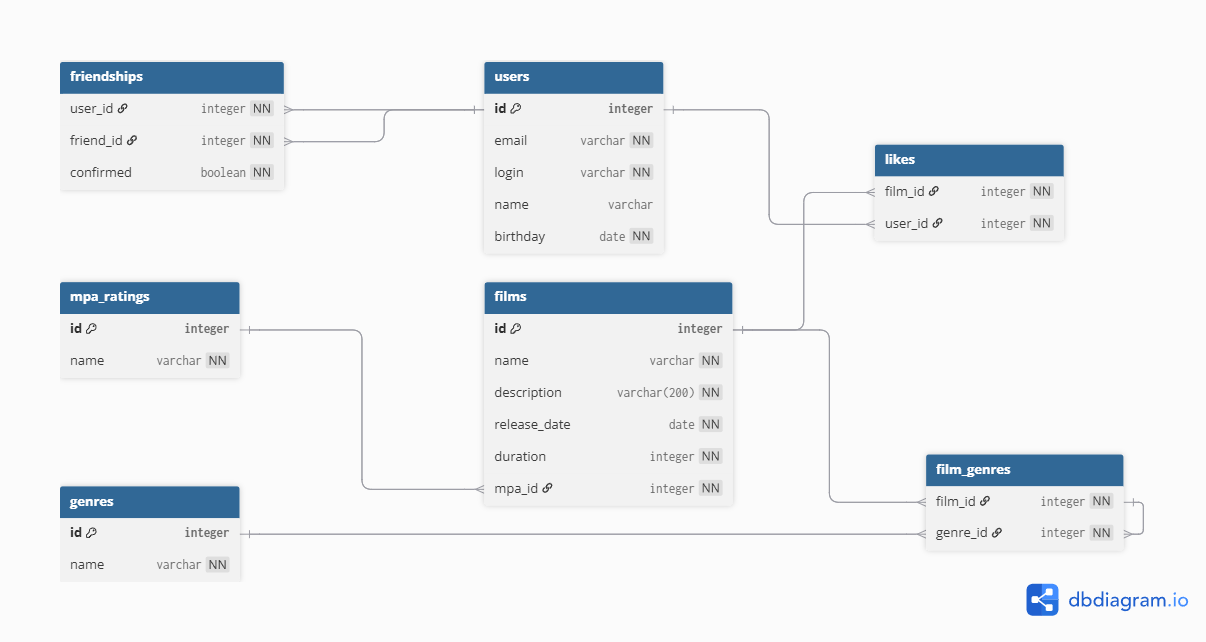 friendships
user_id integer NN
friend_id integer NN
confirmed boolean NN
users
id integer
email varchar NN
login varchar NN
name varchar
birthday date NN
likes
film_id integer NN
user_id integer NN
mpa_ratings
id integer
name varchar NN
films
id integer
name varchar NN
description varchar(200) NN
release_date date NN
duration integer NN
mpa_id integer NN
genres
id integer
name varchar NN
film_genres
film_id integer NN
genre_id integer NN
dbdiagram.io